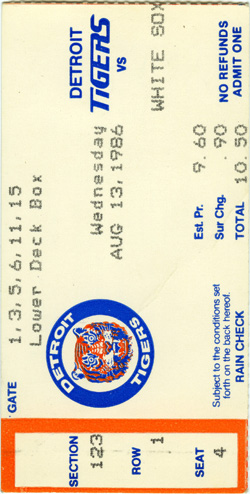 DETROIT
TIGERS
VS
WHITE SOX
NO REFUNDS
ADMIT ONE
Wednesday
AUG 13,1986
Est. Pr. 9.60
Sur Chg. .90
TOTAL 10.50
GATE 1,3,5,6,11,15
Lower Deck Box
DETROIT
TIGERS
Subject to the conditions set
forth on the back hereof.
RAIN CHECK
SECTION 123
ROW 1
SEAT 4